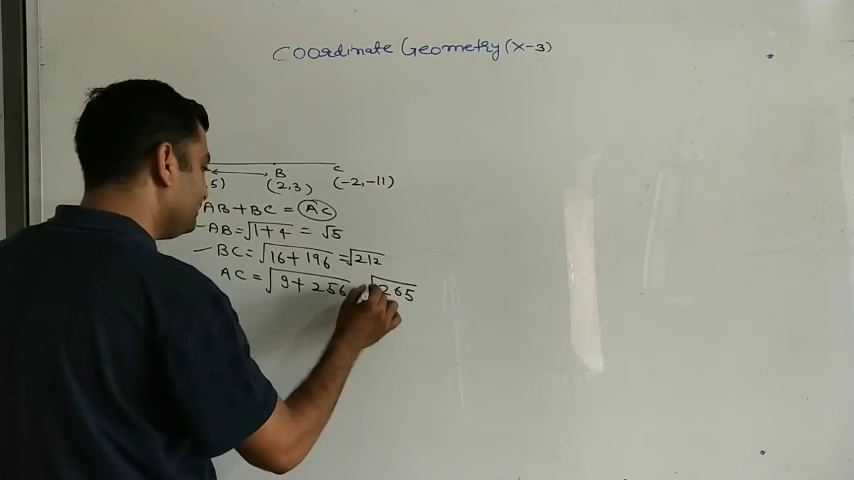 Coordinate Geometry (X-3)
B C
5) (2,3) (-2,-11)
AB+BC = AC
AB = √1+4 = √5
BC = √16+196 = √212
AC = √9+256 √265